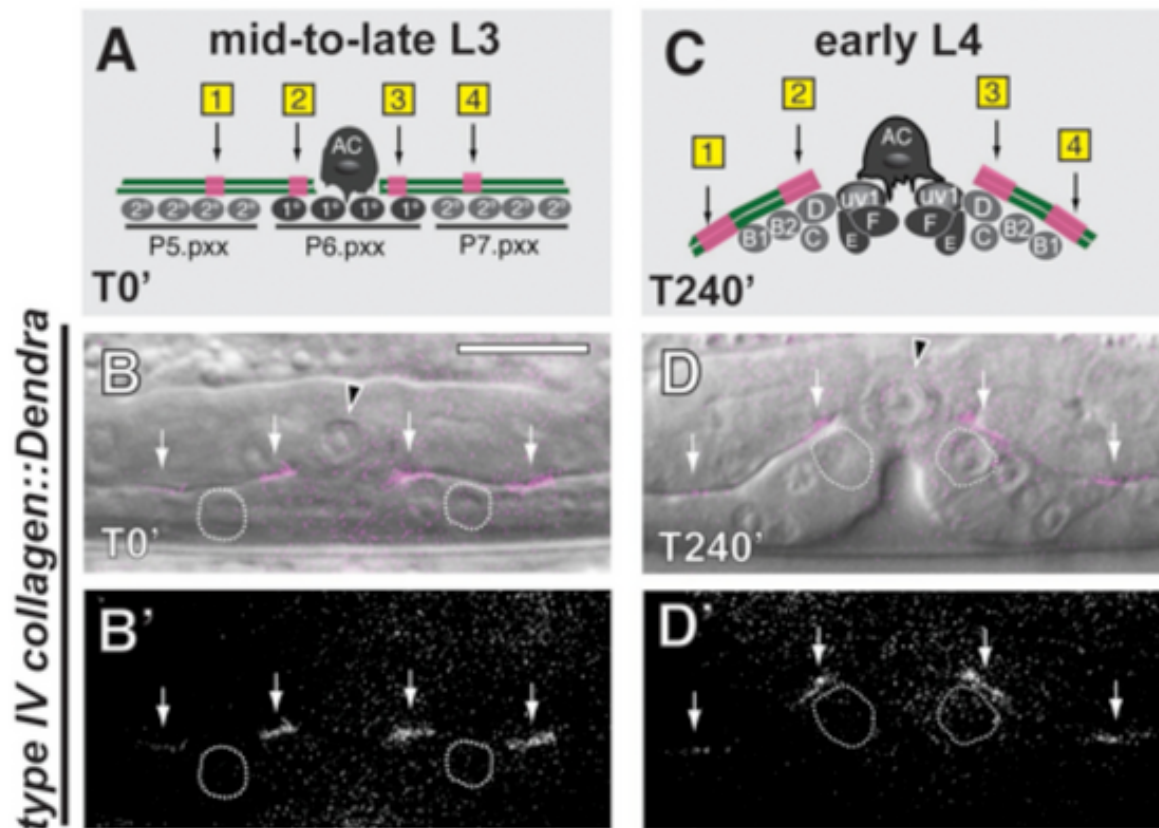 A mid-to-late L3
1 2 3 4
AC
2° 2° 2° 2° 1° 1° 1° 1° 2° 2° 2° 2°
P5.pxx P6.pxx P7.pxx
T0'
C early L4
2 3
1 4
AC
uv1 uv1
D F F D
B1 B2 C E E C B2 B1
T240'
type IV collagen::Dendra
B
T0'
D
T240'
B'
D'